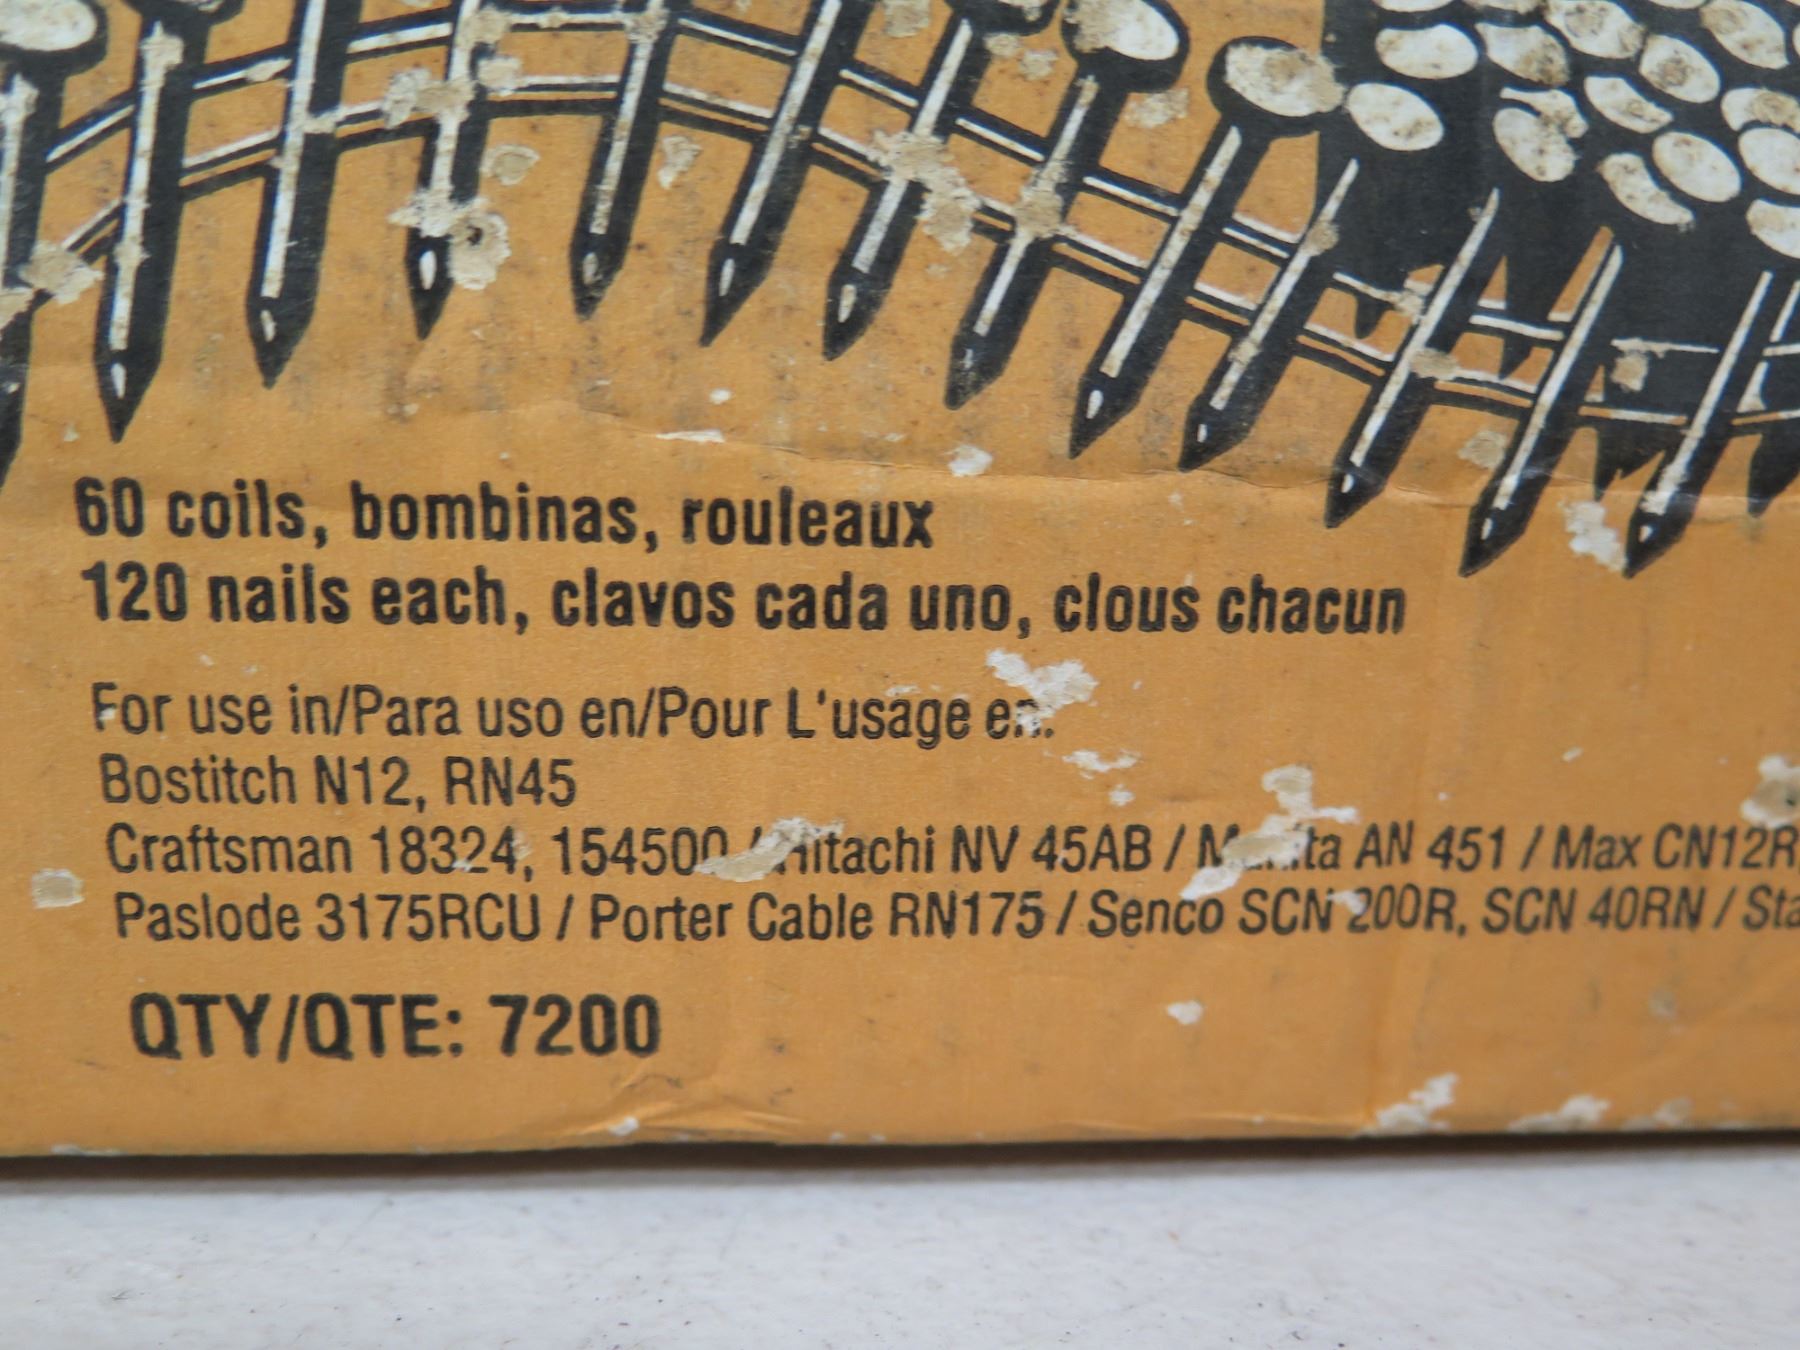 60 coils, bombinas, rouleaux
120 nails each, clavos cada uno, clous chacun
For use in/Para uso en/Pour L'usage en:
Bostitch N12, RN45
Craftsman 18324, 154500 / Hitachi NV 45AB / Makita AN 451 / Max CN12R,
Paslode 3175RCU / Porter Cable RN175 / Senco SCN 200R, SCN 40RN /
QTY/QTE: 7200